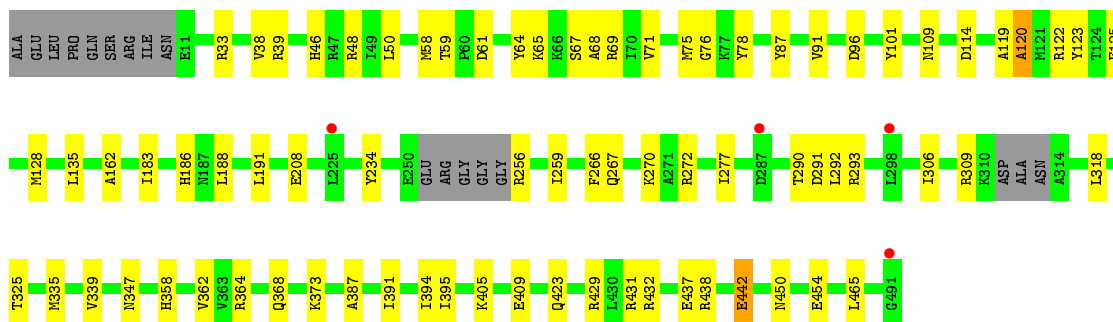 ALA GLU LEU PRO GLN SER ARG ILE ASN E11 R33 V38 R39 H46 R47 R48 I49 L50 M58 T59 P60 D61 Y64 K65 K66 S67 A68 R69 I70 V71 M75 G76 K77 Y78 Y87 V91 D96 Y101 N109 D114 A119 A120 M121 R122 Y123 T124
M128 L135 A162 I183 H186 N187 L188 L191 E208 L225 Y234 E250 GLU ARG GLY GLY GLY R256 I259 F266 Q267 K270 A271 R272 I277 D287 T290 D291 L292 R293 L298 I306 R309 K310 ASP ALA ASN A314 L318
T325 M335 V339 N347 H358 V362 V363 R364 Q368 K373 A387 I391 I394 I395 K405 E409 Q423 R429 L430 R431 R432 E437 R438 E442 N450 E454 L465 G491